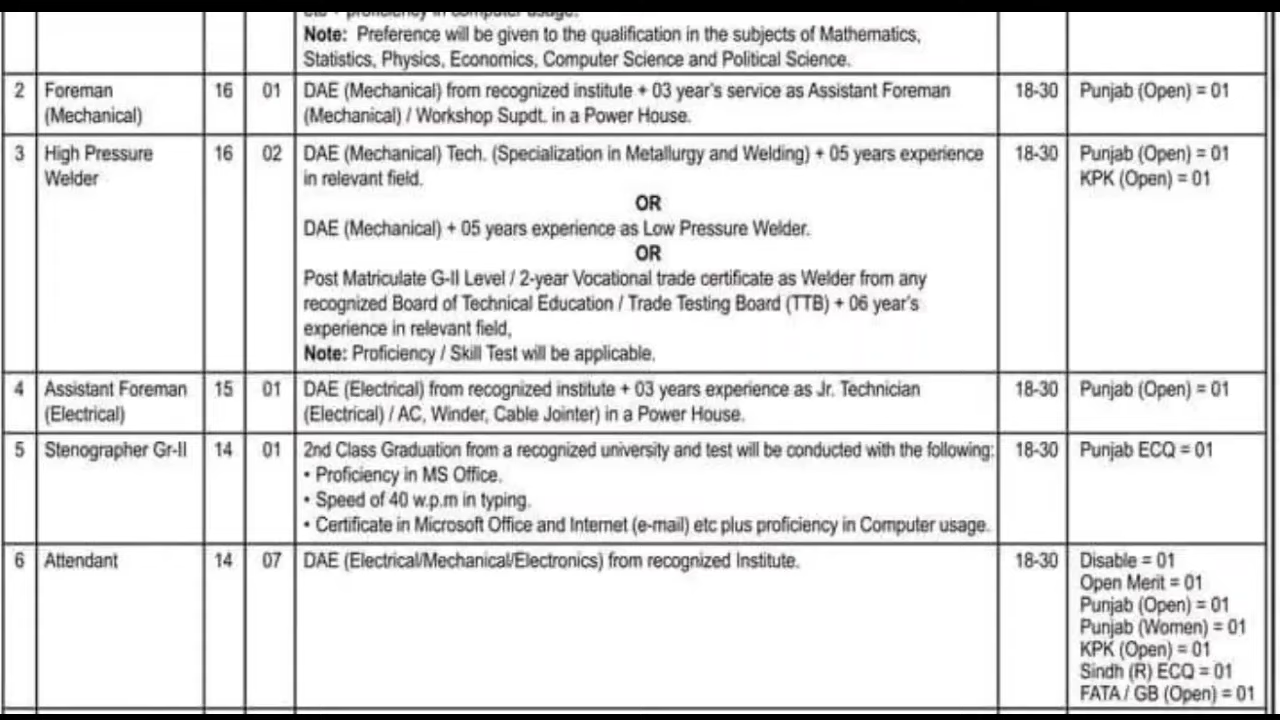 etc + proficiency in computer usage.
Note: Preference will be given to the qualification in the subjects of Mathematics,
Statistics, Physics, Economics, Computer Science and Political Science.
2 Foreman 16 01 DAE (Mechanical) from recognized institute + 03 year's service as Assistant Foreman 18-30 Punjab (Open) = 01
(Mechanical) (Mechanical) / Workshop Supdt. in a Power House.
3 High Pressure 16 02 DAE (Mechanical) Tech. (Specialization in Metallurgy and Welding) + 05 years experience 18-30 Punjab (Open) = 01
Welder in relevant field. KPK (Open) = 01
OR
DAE (Mechanical) + 05 years experience as Low Pressure Welder.
OR
Post Matriculate G-II Level / 2-year Vocational trade certificate as Welder from any
recognized Board of Technical Education / Trade Testing Board (TTB) + 06 year's
experience in relevant field,
Note: Proficiency / Skill Test will be applicable.
4 Assistant Foreman 15 01 DAE (Electrical) from recognized institute + 03 years experience as Jr. Technician 18-30 Punjab (Open) = 01
(Electrical) (Electrical) / AC, Winder, Cable Jointer) in a Power House.
5 Stenographer Gr-II 14 01 2nd Class Graduation from a recognized university and test will be conducted with the following: 18-30 Punjab ECQ = 01
• Proficiency in MS Office.
• Speed of 40 w.p.m in typing.
• Certificate in Microsoft Office and Internet (e-mail) etc plus proficiency in Computer usage.
6 Attendant 14 07 DAE (Electrical/Mechanical/Electronics) from recognized Institute. 18-30 Disable = 01
Open Merit = 01
Punjab (Open) = 01
Punjab (Women) = 01
KPK (Open) = 01
Sindh (R) ECQ = 01
FATA / GB (Open) = 01